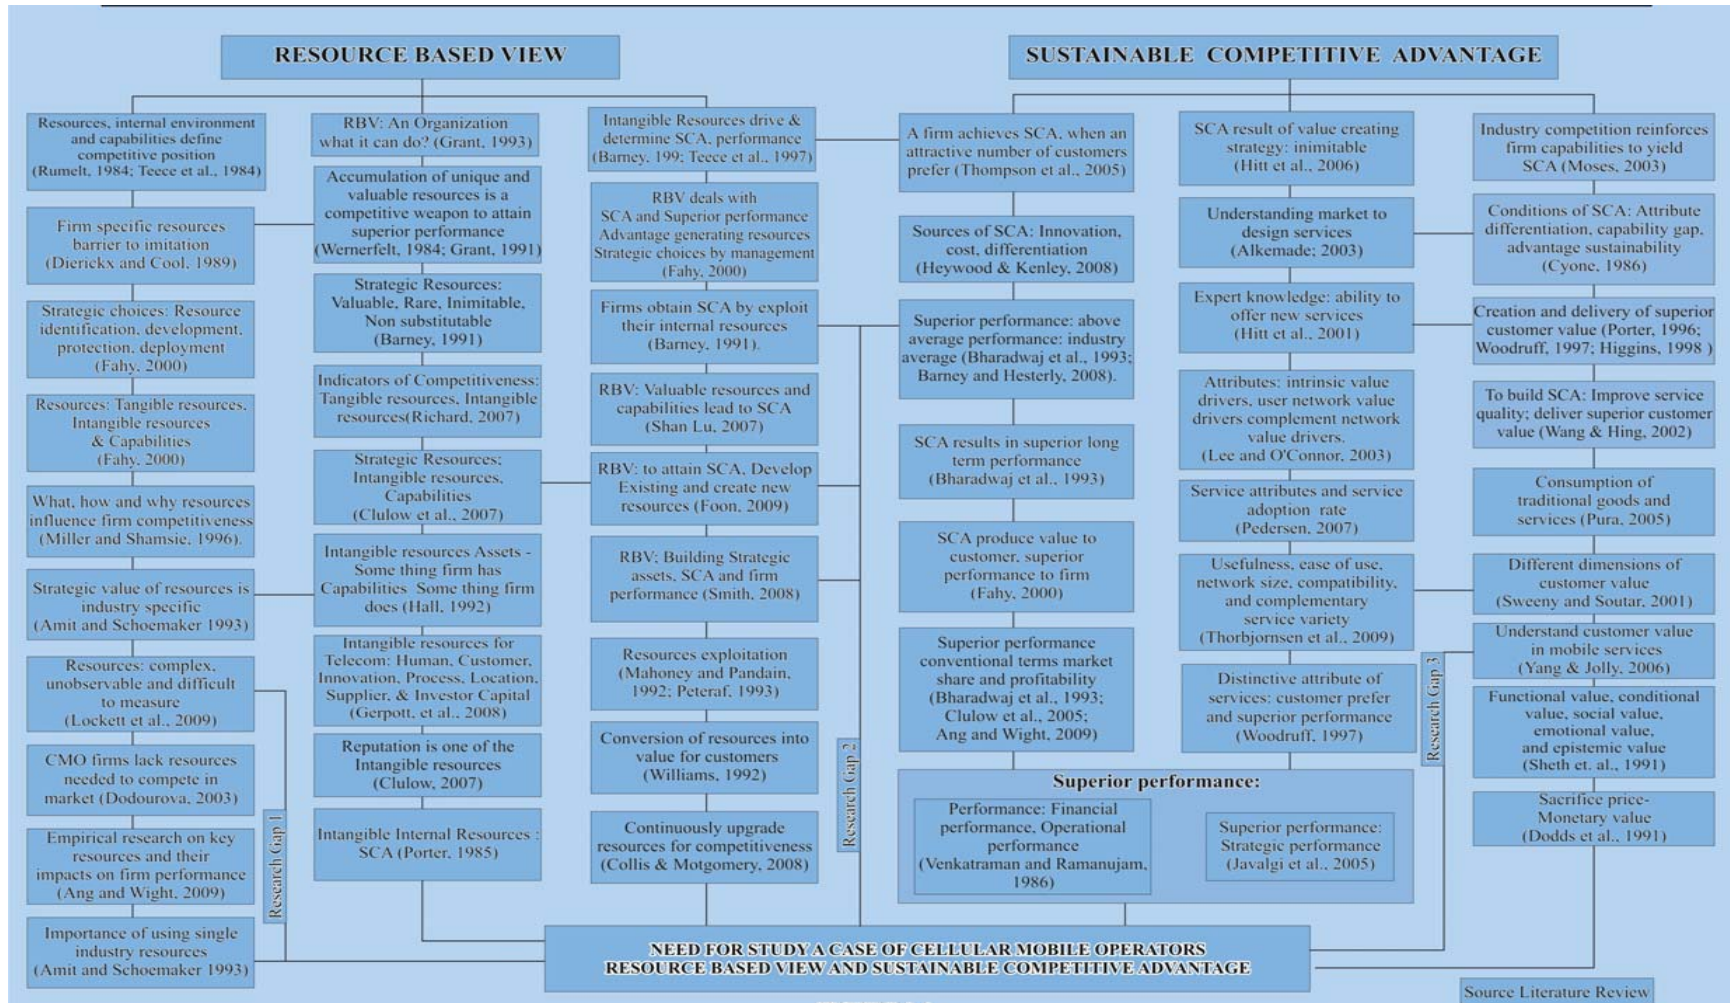 RESOURCE BASED VIEW
Resources, internal environment
and capabilities define
competitive position
(Rumelt, 1984; Teece et al., 1984)
Firm specific resources
barrier to imitation
(Dierickx and Cool, 1989)
Strategic choices: Resource
identification, development,
protection, deployment
(Fahy, 2000)
Resources: Tangible resources,
Intangible resources
& Capabilities
(Fahy, 2000)
What, how and why resources
influence firm competitiveness
(Miller and Shamsie, 1996).
Strategic value of resources is
industry specific
(Amit and Schoemaker 1993)
Resources: complex,
unobservable and difficult
to measure
(Lockett et al., 2009)
CMO firms lack resources
needed to compete in
market (Dodourova, 2003)
Empirical research on key
resources and their
impacts on firm performance
(Ang and Wight, 2009)
Importance of using single
industry resources
(Amit and Schoemaker 1993)
Research Gap 1
RBV: An Organization
what it can do? (Grant, 1993)
Accumulation of unique and
valuable resources is a
competitive weapon to attain
superior performance
(Wernerfelt, 1984; Grant, 1991)
Strategic Resources:
Valuable, Rare, Inimitable,
Non substitutable
(Barney, 1991)
Indicators of Competitiveness:
Tangible resources, Intangible
resources(Richard, 2007)
Strategic Resources;
Intangible resources,
Capabilities
(Clulow et al., 2007)
Intangible resources Assets -
Some thing firm has
Capabilities Some thing firm
does (Hall, 1992)
Intangible resources for
Telecom: Human, Customer,
Innovation, Process, Location,
Supplier, & Investor Capital
(Gerpott, et al., 2008)
Reputation is one of the
Intangible resources
(Clulow, 2007)
Intangible Internal Resources :
SCA (Porter, 1985)
Intangible Resources drive &
determine SCA, performance
(Barney, 199; Teece et al., 1997)
RBV deals with
SCA and Superior performance
Advantage generating resources
Strategic choices by management
(Fahy, 2000)
Firms obtain SCA by exploit
their internal resources
(Barney, 1991).
RBV: Valuable resources and
capabilities lead to SCA
(Shan Lu, 2007)
RBV: to attain SCA, Develop
Existing and create new
resources (Foon, 2009)
RBV; Building Strategic
assets, SCA and firm
performance (Smith, 2008)
Resources exploitation
(Mahoney and Pandain,
1992; Peteraf, 1993)
Conversion of resources into
value for customers
(Williams, 1992)
Continuously upgrade
resources for competitiveness
(Collis & Motgomery, 2008)
Research Gap 2
SUSTAINABLE COMPETITIVE ADVANTAGE
A firm achieves SCA, when an
attractive number of customers
prefer (Thompson et al., 2005)
Sources of SCA: Innovation,
cost, differentiation
(Heywood & Kenley, 2008)
Superior performance: above
average performance: industry
average (Bharadwaj et al., 1993;
Barney and Hesterly, 2008).
SCA results in superior long
term performance
(Bharadwaj et al., 1993)
SCA produce value to
customer, superior
performance to firm
(Fahy, 2000)
Superior performance
conventional terms market
share and profitability
(Bharadwaj et al., 1993;
Clulow et al., 2005;
Ang and Wight, 2009)
SCA result of value creating
strategy: inimitable
(Hitt et al., 2006)
Understanding market to
design services
(Alkemade; 2003)
Expert knowledge: ability to
offer new services
(Hitt et al., 2001)
Attributes: intrinsic value
drivers, user network value
drivers complement network
value drivers.
(Lee and O'Connor, 2003)
Service attributes and service
adoption rate
(Pedersen, 2007)
Usefulness, ease of use,
network size, compatibility,
and complementary
service variety
(Thorbjornsen et al., 2009)
Distinctive attribute of
services: customer prefer
and superior performance
(Woodruff, 1997)
Superior performance:
Performance: Financial
performance, Operational
performance
(Venkatraman and Ramanujam,
1986)
Superior performance:
Strategic performance
(Javalgi et al., 2005)
Research Gap 3
Industry competition reinforces
firm capabilities to yield
SCA (Moses, 2003)
Conditions of SCA: Attribute
differentiation, capability gap,
advantage sustainability
(Cyone, 1986)
Creation and delivery of superior
customer value (Porter, 1996;
Woodruff, 1997; Higgins, 1998 )
To build SCA: Improve service
quality; deliver superior customer
value (Wang & Hing, 2002)
Consumption of
traditional goods and
services (Pura, 2005)
Different dimensions of
customer value
(Sweeny and Soutar, 2001)
Understand customer value
in mobile services
(Yang & Jolly, 2006)
Functional value, conditional
value, social value,
emotional value,
and epistemic value
(Sheth et. al., 1991)
Sacrifice price-
Monetary value
(Dodds et al., 1991)
NEED FOR STUDY A CASE OF CELLULAR MOBILE OPERATORS
RESOURCE BASED VIEW AND SUSTAINABLE COMPETITIVE ADVANTAGE
Source Literature Review